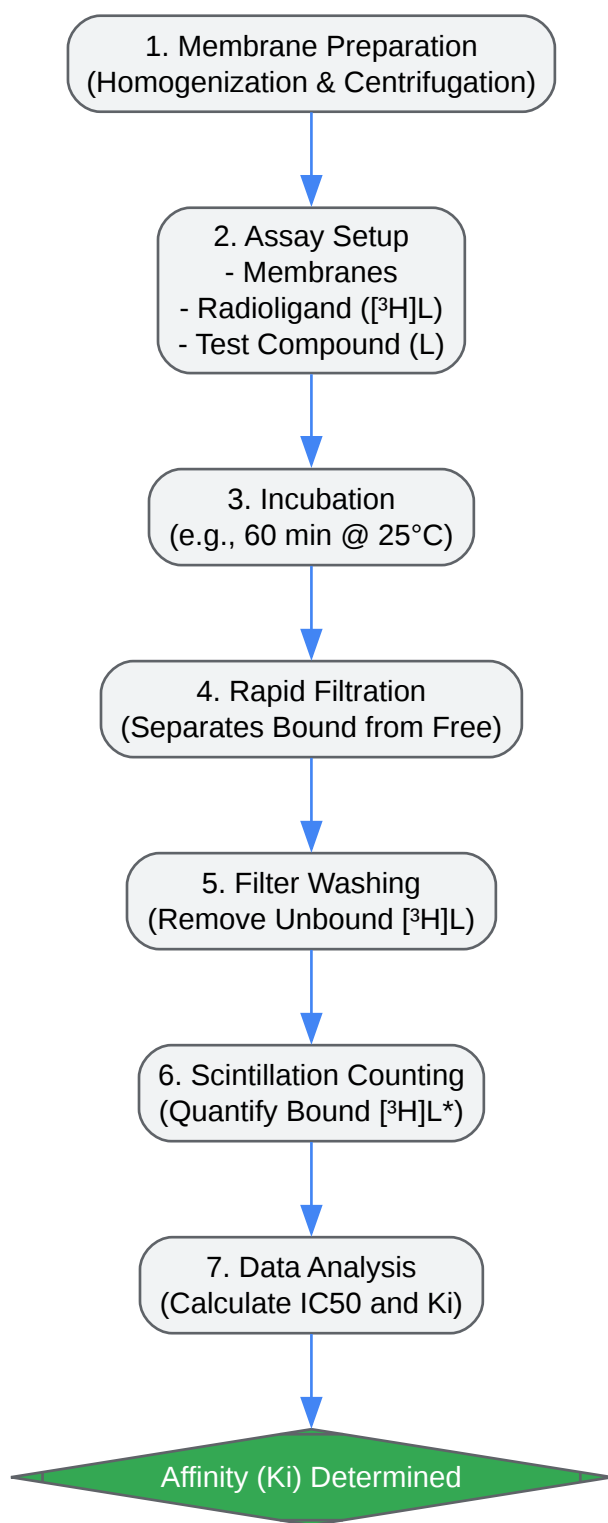 1. Membrane Preparation
(Homogenization & Centrifugation)
2. Assay Setup
- Membranes
- Radioligand ([³H]L)
- Test Compound (L)
3. Incubation
(e.g., 60 min @ 25°C)
4. Rapid Filtration
(Separates Bound from Free)
5. Filter Washing
(Remove Unbound [³H]L)
6. Scintillation Counting
(Quantify Bound [³H]L*)
7. Data Analysis
(Calculate IC50 and Ki)
Affinity (Ki) Determined